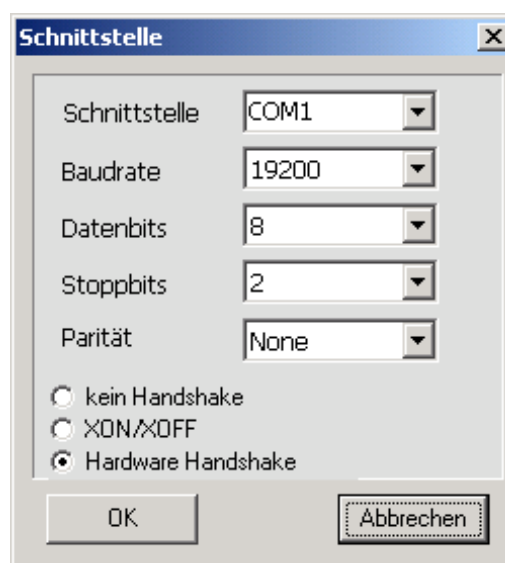 Schnittstelle
Schnittstelle COM1
Baudrate 19200
Datenbits 8
Stoppbits 2
Parität None
kein Handshake
XON/XOFF
Hardware Handshake
OK Abbrechen